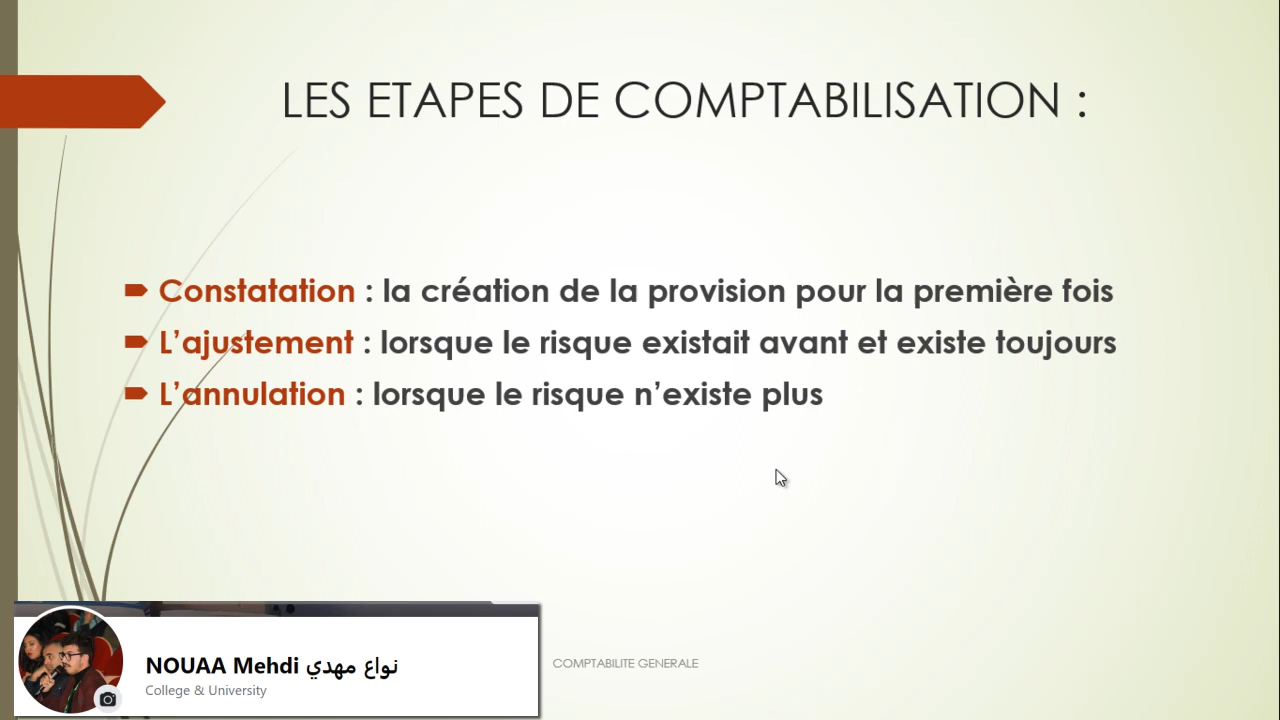 LES ETAPES DE COMPTABILISATION :
Constatation : la création de la provision pour la première fois
L’ajustement : lorsque le risque existait avant et existe toujours
L’annulation : lorsque le risque n’existe plus
NOUAA Mehdi نواع مهدي
College & University
COMPTABILITE GENERALE